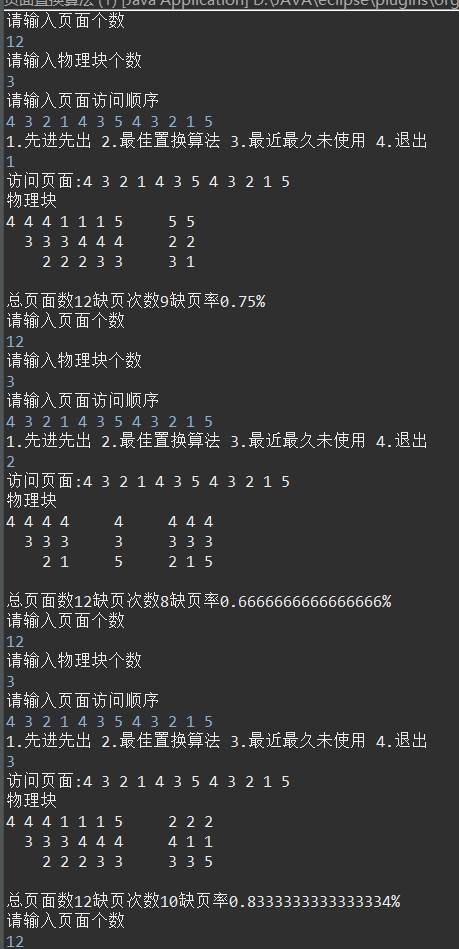 页面置换算法 (1) [Java Application] D:\JAVA\eclipse\plugins\org
请输入页面个数
12
请输入物理块个数
3
请输入页面访问顺序
4 3 2 1 4 3 5 4 3 2 1 5
1.先进先出 2.最佳置换算法 3.最近最久未使用 4.退出
1
访问页面:4 3 2 1 4 3 5 4 3 2 1 5
物理块
4 4 4 1 1 1 5     5 5
  3 3 3 4 4 4     2 2
    2 2 2 3 3     3 1
总页面数12缺页次数9缺页率0.75%
请输入页面个数
12
请输入物理块个数
3
请输入页面访问顺序
4 3 2 1 4 3 5 4 3 2 1 5
1.先进先出 2.最佳置换算法 3.最近最久未使用 4.退出
2
访问页面:4 3 2 1 4 3 5 4 3 2 1 5
物理块
4 4 4 4     4     4 4 4
  3 3 3     3     3 3 3
    2 1     5     2 1 5
总页面数12缺页次数8缺页率0.6666666666666666%
请输入页面个数
12
请输入物理块个数
3
请输入页面访问顺序
4 3 2 1 4 3 5 4 3 2 1 5
1.先进先出 2.最佳置换算法 3.最近最久未使用 4.退出
3
访问页面:4 3 2 1 4 3 5 4 3 2 1 5
物理块
4 4 4 1 1 1 5     2 2 2
  3 3 3 4 4 4     4 1 1
    2 2 2 3 3     3 3 5
总页面数12缺页次数10缺页率0.8333333333333334%
请输入页面个数
12